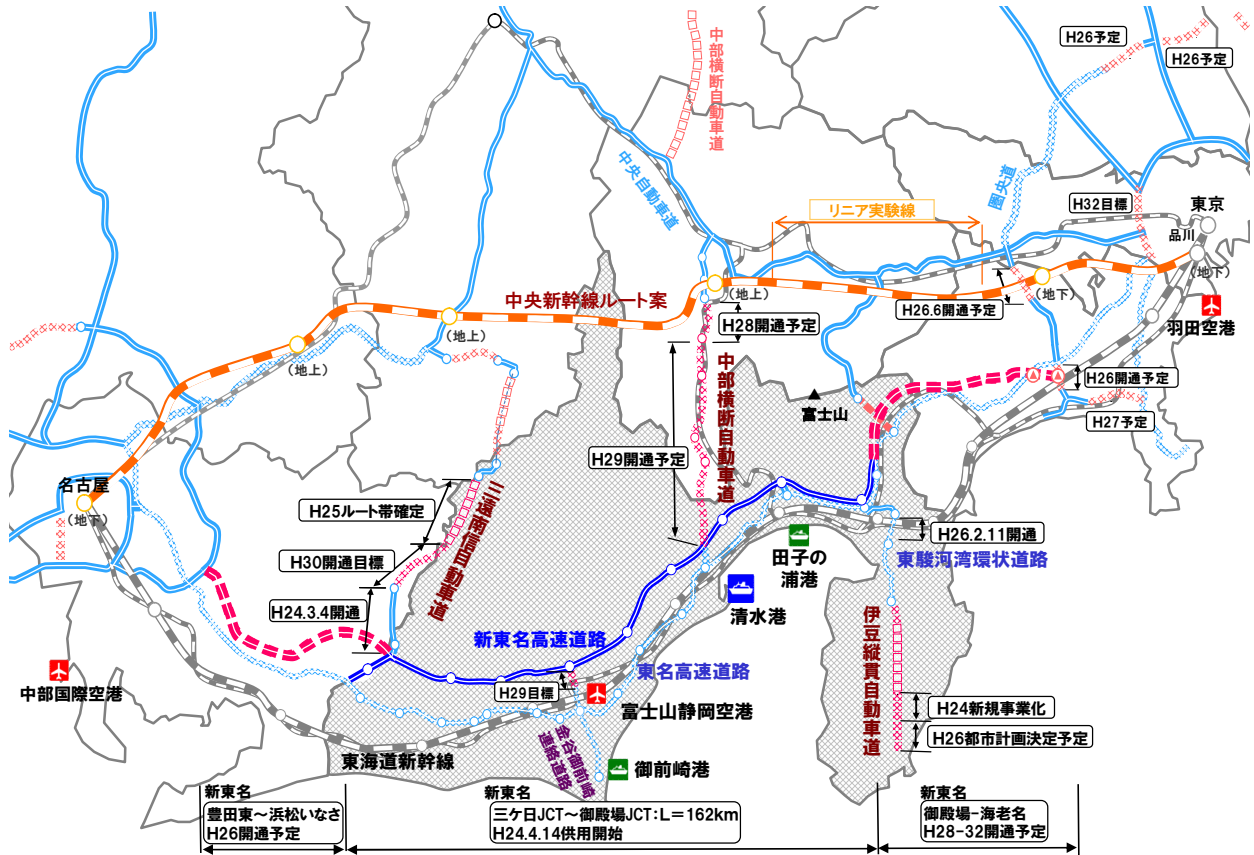 H26予定
H26予定
中部横断自動車道
中央自動車道
圏央道
リニア実験線
H32目標
東京
品川
(地下)
中央新幹線ルート案
(地上)
(地下)
H26.6開通予定
羽田空港
(地上)
(地上)
H28開通予定
中部横断自動車道
富士山
H26開通予定
H27予定
H29開通予定
名古屋
(地下)
H25ルート帯確定
三遠南信自動車道
H30開通目標
H24.3.4開通
H26.2.11開通
東駿河湾環状道路
田子の
浦港
清水港
新東名高速道路
東名高速道路
伊豆縦貫自動車道
中部国際空港
H29目標
富士山静岡空港
H24新規事業化
H26都市計画決定予定
東海道新幹線
金谷御前崎
連絡道路
御前崎港
新東名
豊田東～浜松いなさ
H26開通予定
新東名
三ケ日JCT～御殿場JCT:L=162km
H24.4.14供用開始
新東名
御殿場-海老名
H28-32開通予定